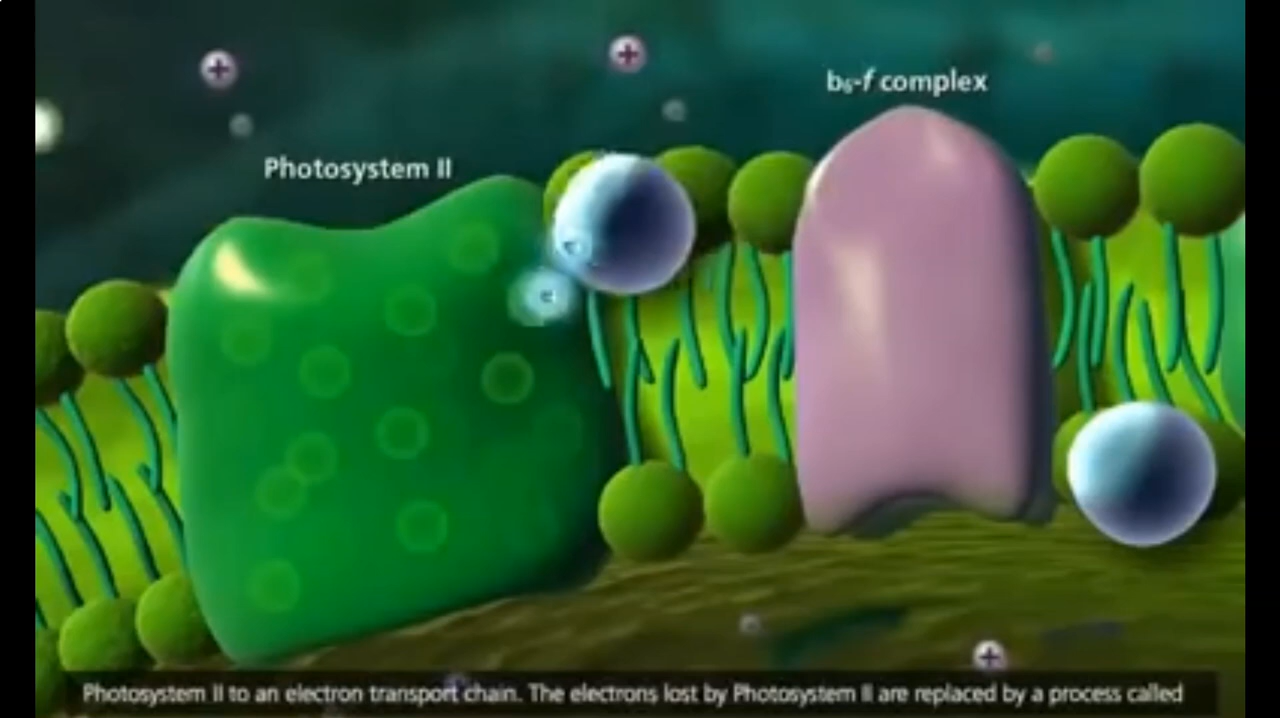 b₆-f complex
Photosystem II
e
e
Photosystem II to an electron transport chain. The electrons lost by Photosystem II are replaced by a process called